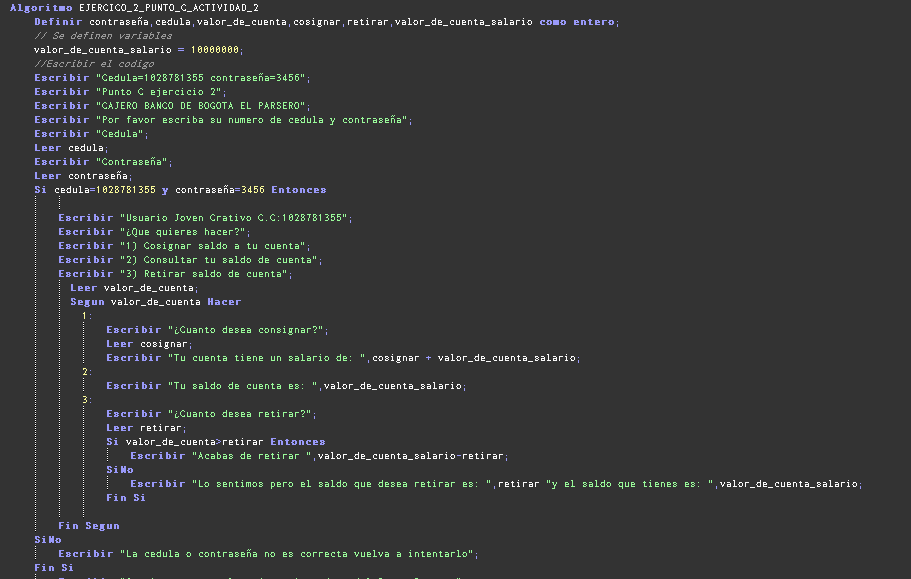 Algoritmo EJERCICO_2_PUNTO_C_ACTIVIDAD_2
Definir contraseña,cedula,valor_de_cuenta,cosignar,retirar,valor_de_cuenta_salario como entero;
// Se definen variables
valor_de_cuenta_salario = 10000000;
//Escribir el codigo
Escribir "Cedula=1028781355 contraseña=3456";
Escribir "Punto C ejercicio 2";
Escribir "CAJERO BANCO DE BOGOTA EL PARSERO";
Escribir "Por favor escriba su numero de cedula y contraseña";
Escribir "Cedula";
Leer cedula;
Escribir "Contraseña";
Leer contraseña;
Si cedula=1028781355 y contraseña=3456 Entonces
Escribir "Usuario Joven Crativo C.C:1028781355";
Escribir "¿Que quieres hacer?";
Escribir "1) Cosignar saldo a tu cuenta";
Escribir "2) Consultar tu saldo de cuenta";
Escribir "3) Retirar saldo de cuenta";
Leer valor_de_cuenta;
Segun valor_de_cuenta Hacer
1:
Escribir "¿Cuanto desea consignar?";
Leer cosignar;
Escribir "Tu cuenta tiene un salario de: ",cosignar + valor_de_cuenta_salario;
2:
Escribir "Tu saldo de cuenta es: ",valor_de_cuenta_salario;
3:
Escribir "¿Cuanto desea retirar?";
Leer retirar;
Si valor_de_cuenta>retirar Entonces
Escribir "Acabas de retirar ",valor_de_cuenta_salario-retirar;
SiNo
Escribir "Lo sentimos pero el saldo que desea retirar es: ",retirar "y el saldo que tienes es: ",valor_de_cuenta_salario;
Fin Si
Fin Segun
SiNo
Escribir "La cedula o contraseña no es correcta vuelva a intentarlo";
Fin Si